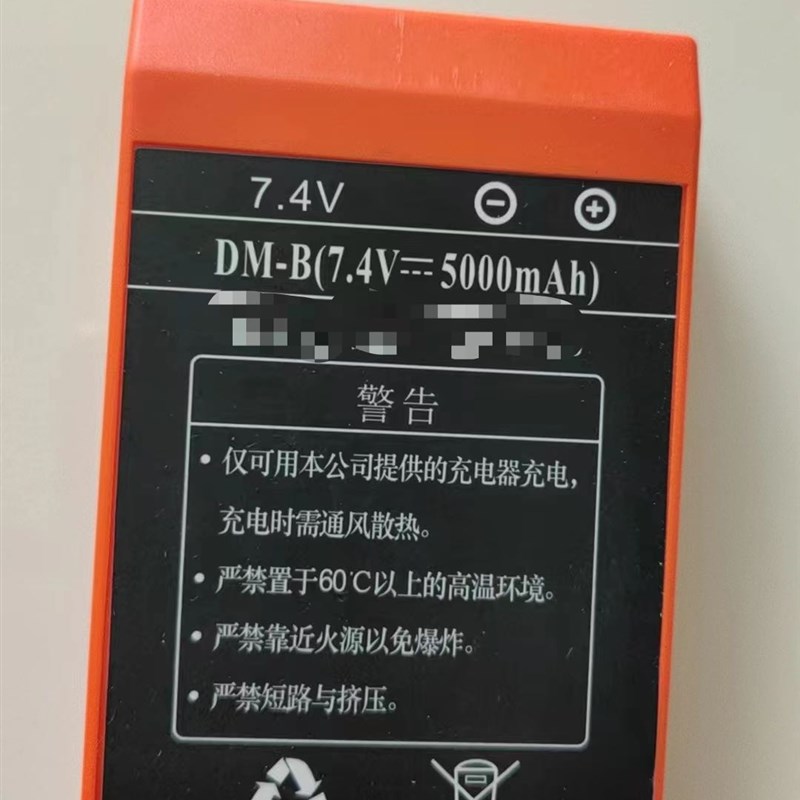 7.4V ⊖ ⊕
DM-B(7.4V⎓5000mAh)
警告
• 仅可用本公司提供的充电器充电，
充电时需通风散热。
• 严禁置于60℃以上的高温环境。
• 严禁靠近火源以免爆炸。
• 严禁短路与挤压。